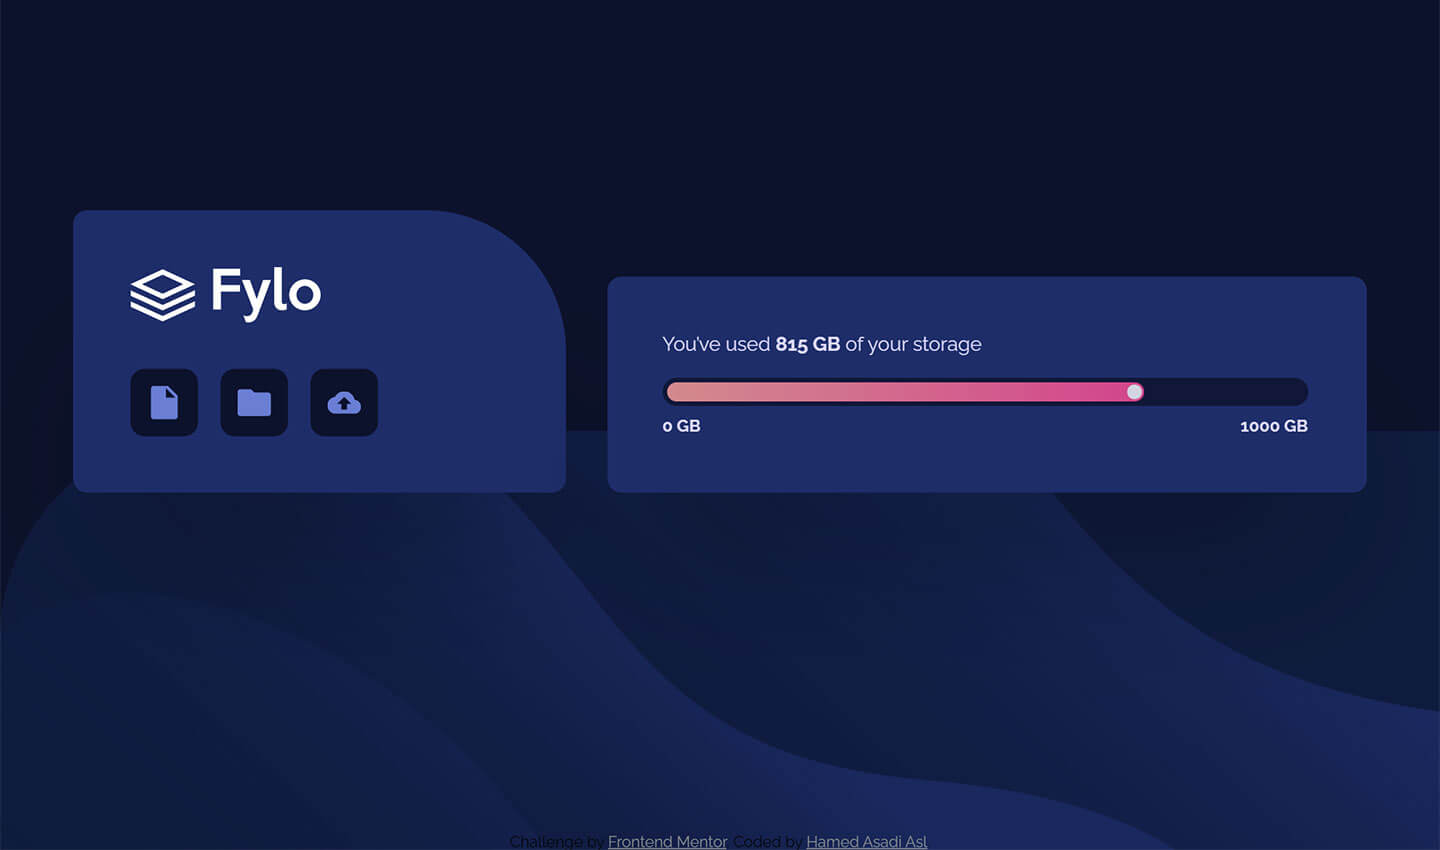 Fylo
You've used 815 GB of your storage
0 GB
1000 GB
Challenge by Frontend Mentor. Coded by Hamed Asadi Asl